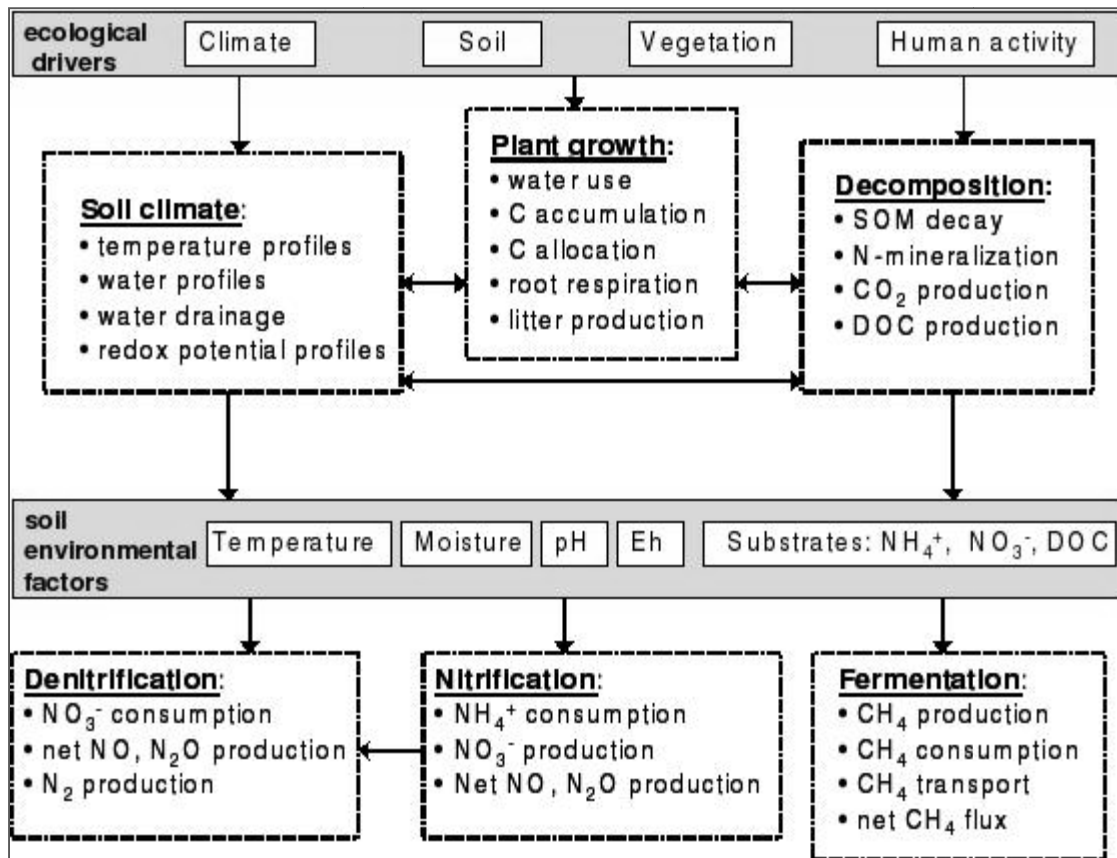 ecological drivers
Climate
Soil
Vegetation
Human activity
Soil climate:
• temperature profiles
• water profiles
• water drainage
• redox potential profiles
Plant growth:
• water use
• C accumulation
• C allocation
• root respiration
• litter production
Decomposition:
• SOM decay
• N-mineralization
• CO₂ production
• DOC production
soil
environmental
factors
Temperature
Moisture
pH
Eh
Substrates: NH₄⁺, NO₃⁻, DOC
Denitrification:
• NO₃⁻ consumption
• net NO, N₂O production
• N₂ production
Nitrification:
• NH₄⁺ consumption
• NO₃⁻ production
• Net NO, N₂O production
Fermentation:
• CH₄ production
• CH₄ consumption
• CH₄ transport
• net CH₄ flux